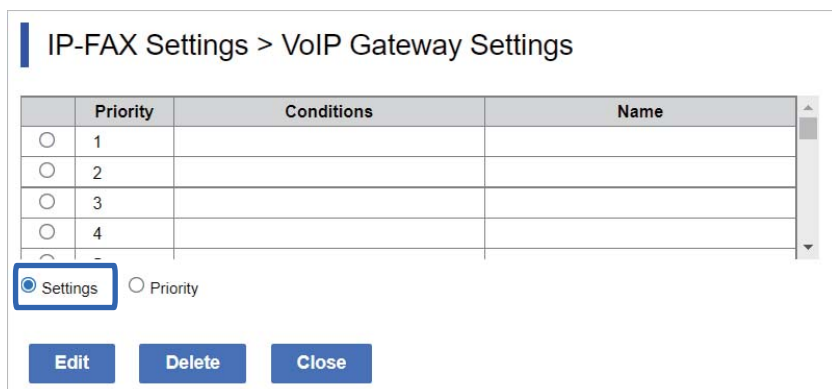 IP-FAX Settings > VoIP Gateway Settings
Priority Conditions Name
1
2
3
4
Settings Priority
Edit Delete Close